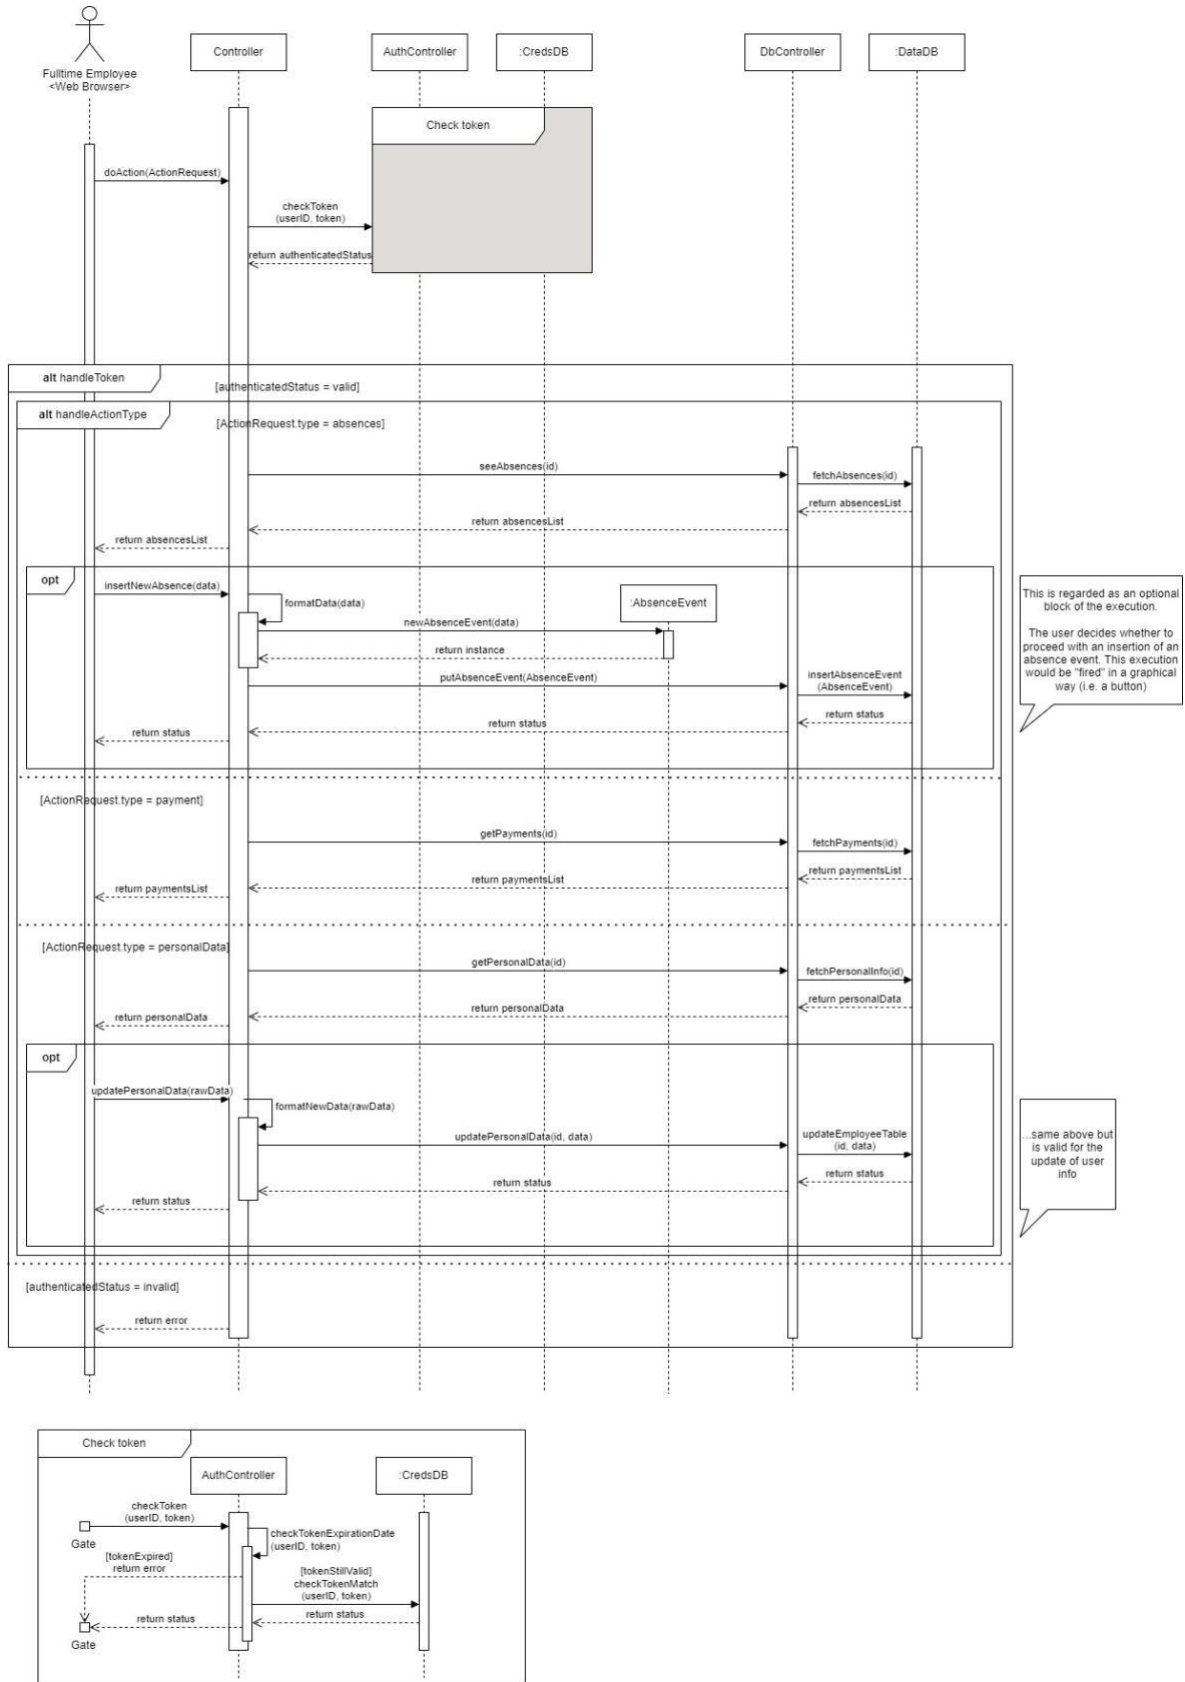 Fulltime Employee
<Web Browser>
Controller
AuthController
:CredsDB
DbController
:DataDB
Check token
doAction(ActionRequest)
checkToken
(userID, token)
return authenticatedStatus
alt handleToken
[authenticatedStatus = valid]
alt handleActionType
[ActionRequest.type = absences]
seeAbsences(id)
fetchAbsences(id)
return absencesList
return absencesList
return absencesList
opt
insertNewAbsence(data)
formatData(data)
:AbsenceEvent
newAbsenceEvent(data)
return instance
putAbsenceEvent(AbsenceEvent)
insertAbsenceEvent
(AbsenceEvent)
return status
return status
return status
This is regarded as an optional
block of the execution.
The user decides whether to
proceed with an insertion of an
absence event. This execution
would be "fired" in a graphical
way (i.e. a button)
[ActionRequest.type = payment]
getPayments(id)
fetchPayments(id)
return paymentsList
return paymentsList
return paymentsList
[ActionRequest.type = personalData]
getPersonalData(id)
fetchPersonalInfo(id)
return personalData
return personalData
return personalData
opt
updatePersonalData(rawData)
formatNewData(rawData)
updatePersonalData(id, data)
updateEmployeeTable
(id, data)
return status
return status
return status
...same above but
is valid for the
update of user
info
[authenticatedStatus = invalid]
return error
Check token
AuthController
:CredsDB
checkToken
(userID, token)
Gate
checkTokenExpirationDate
(userID, token)
[tokenExpired]
return error
[tokenStillValid]
checkTokenMatch
(userID, token)
return status
return status
Gate